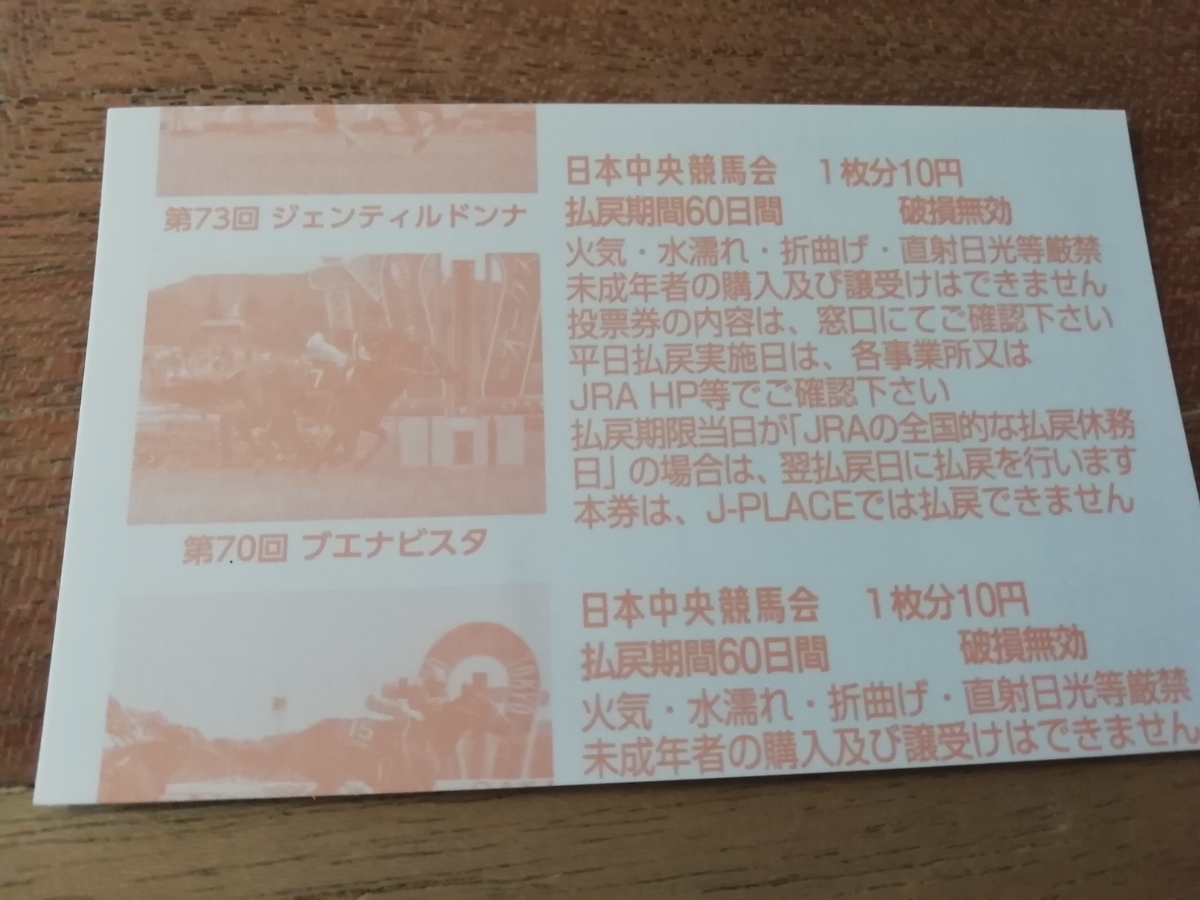 第73回 ジェンティルドンナ
第70回 ブエナビスタ
日本中央競馬会 1枚分10円
払戻期間60日間 破損無効
火気・水濡れ・折曲げ・直射日光等厳禁
未成年者の購入及び譲受けはできません
投票券の内容は、窓口にてご確認下さい
平日払戻実施日は、各事業所又は
JRA HP等でご確認下さい
払戻期限当日が「JRAの全国的な払戻休務
日」の場合は、翌払戻日に払戻を行います
本券は、J-PLACEでは払戻できません
日本中央競馬会 1枚分10円
払戻期間60日間 破損無効
火気・水濡れ・折曲げ・直射日光等厳禁
未成年者の購入及び譲受けはできません
15